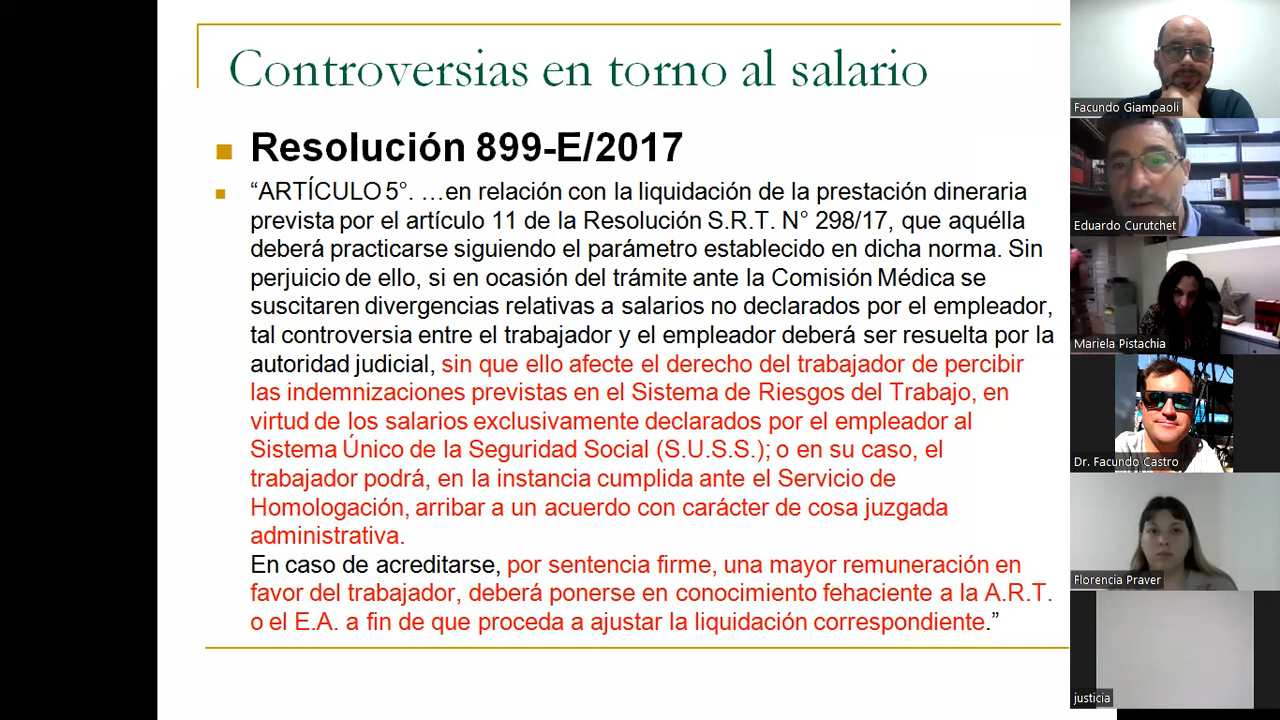 Controversias en torno al salario
Resolución 899-E/2017
“ARTÍCULO 5°. …en relación con la liquidación de la prestación dineraria
prevista por el artículo 11 de la Resolución S.R.T. N° 298/17, que aquélla
deberá practicarse siguiendo el parámetro establecido en dicha norma. Sin
perjuicio de ello, si en ocasión del trámite ante la Comisión Médica se
suscitaren divergencias relativas a salarios no declarados por el empleador,
tal controversia entre el trabajador y el empleador deberá ser resuelta por la
autoridad judicial, sin que ello afecte el derecho del trabajador de percibir
las indemnizaciones previstas en el Sistema de Riesgos del Trabajo, en
virtud de los salarios exclusivamente declarados por el empleador al
Sistema Único de la Seguridad Social (S.U.S.S.); o en su caso, el
trabajador podrá, en la instancia cumplida ante el Servicio de
Homologación, arribar a un acuerdo con carácter de cosa juzgada
administrativa.
En caso de acreditarse, por sentencia firme, una mayor remuneración en
favor del trabajador, deberá ponerse en conocimiento fehaciente a la A.R.T.
o el E.A. a fin de que proceda a ajustar la liquidación correspondiente.”
Facundo Giampaoli
Eduardo Curutchet
Mariela Pistachia
Dr. Facundo Castro
Florencia Praver
justicia